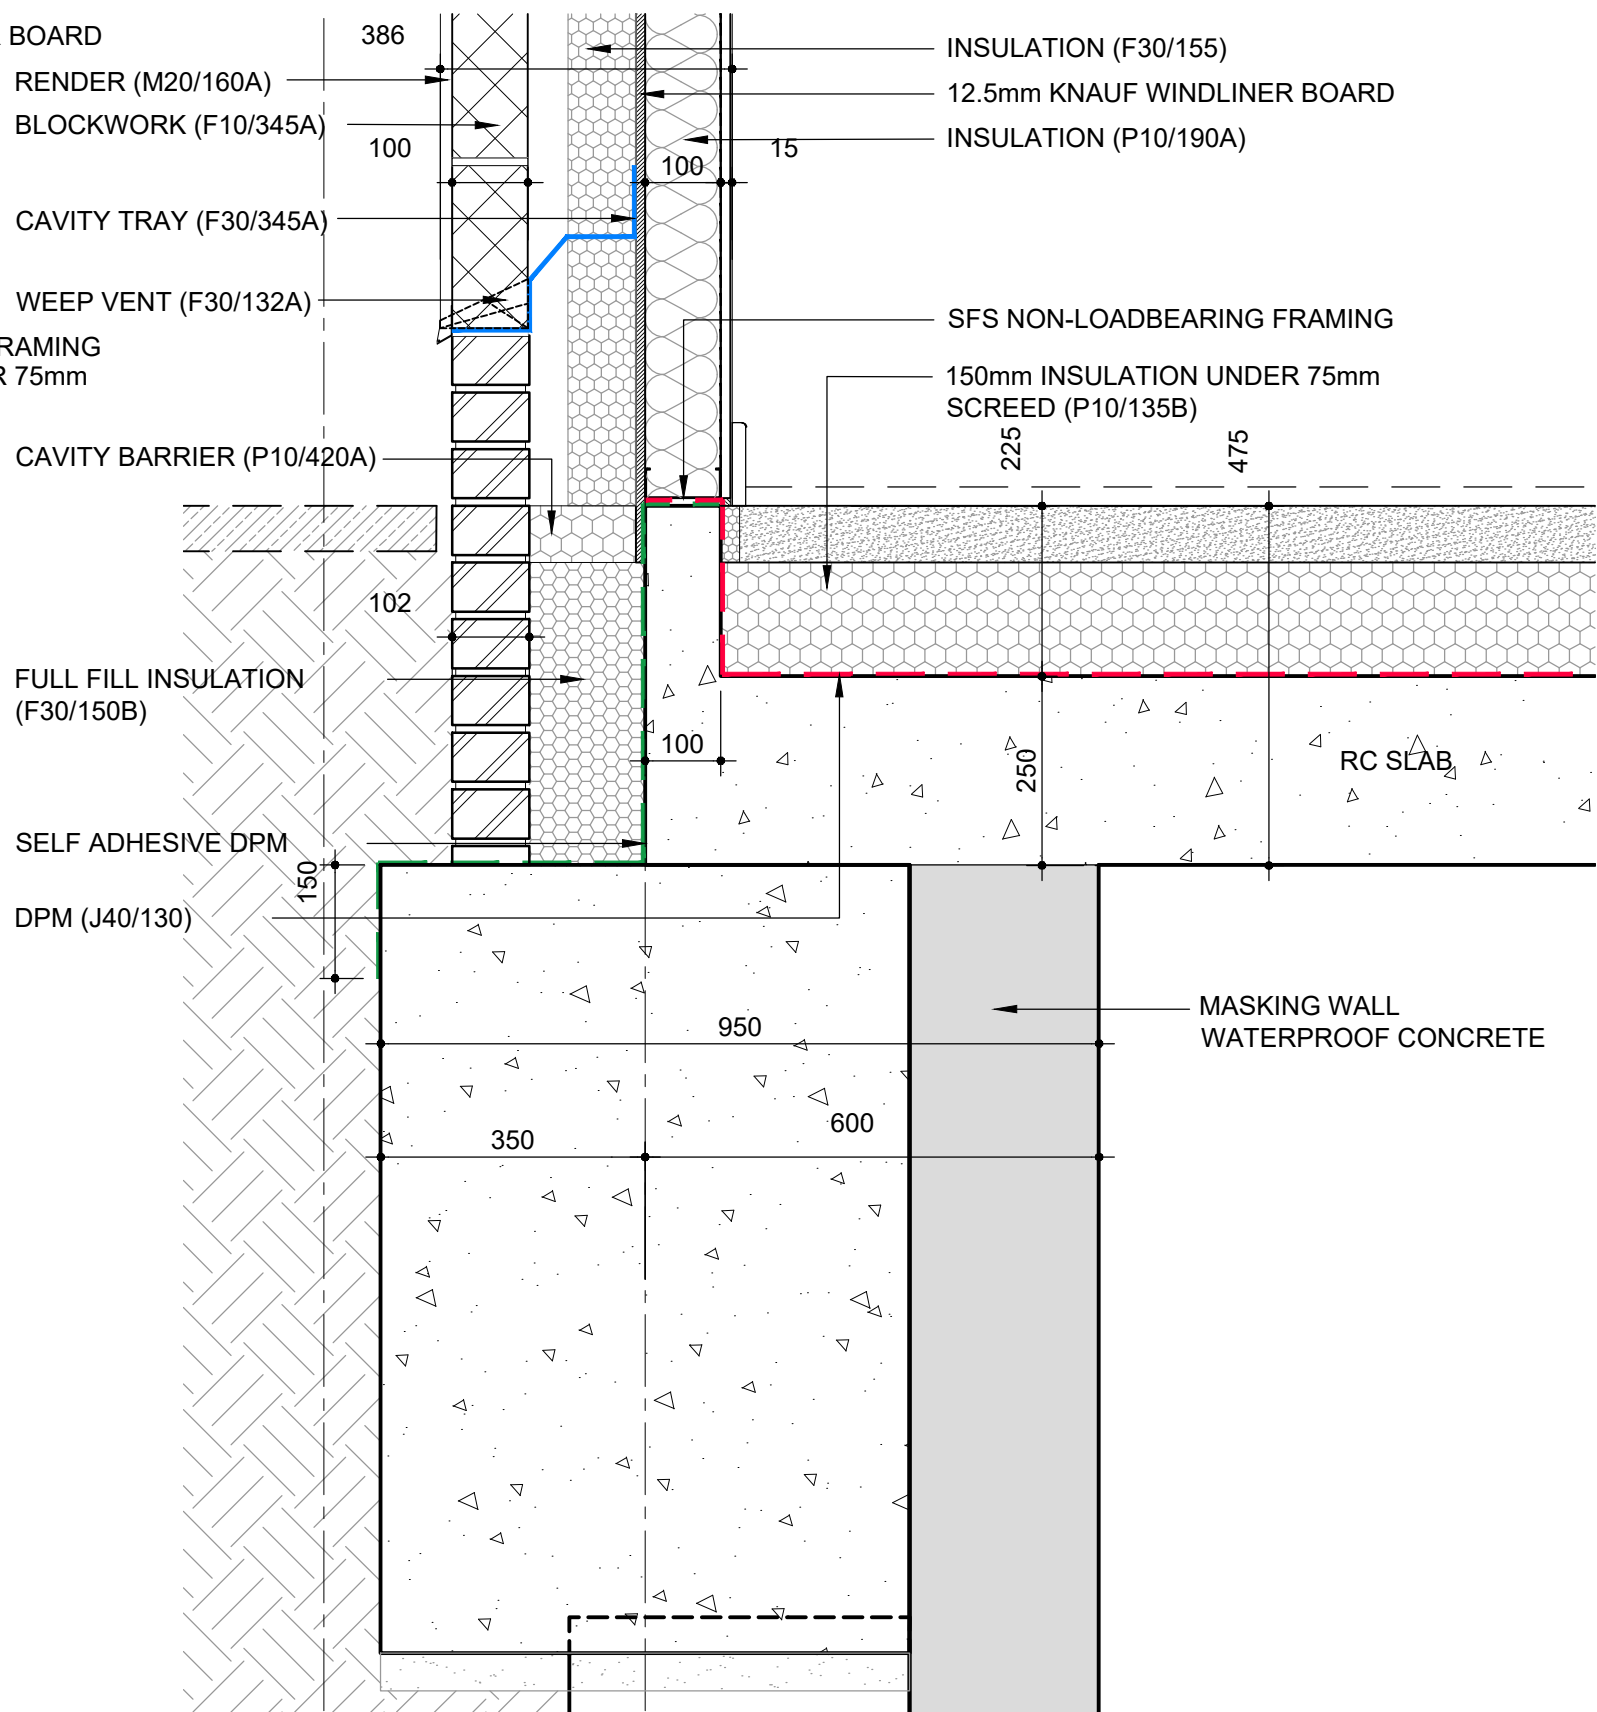 BOARD
386
RENDER (M20/160A)
BLOCKWORK (F10/345A)
100
CAVITY TRAY (F30/345A)
WEEP VENT (F30/132A)
RAMING
R 75mm
CAVITY BARRIER (P10/420A)
102
FULL FILL INSULATION
(F30/150B)
SELF ADHESIVE DPM
150
DPM (J40/130)
INSULATION (F30/155)
12.5mm KNAUF WINDLINER BOARD
INSULATION (P10/190A)
15
100
SFS NON-LOADBEARING FRAMING
150mm INSULATION UNDER 75mm
SCREED (P10/135B)
225
475
100
250
RC SLAB
MASKING WALL
WATERPROOF CONCRETE
950
350
600